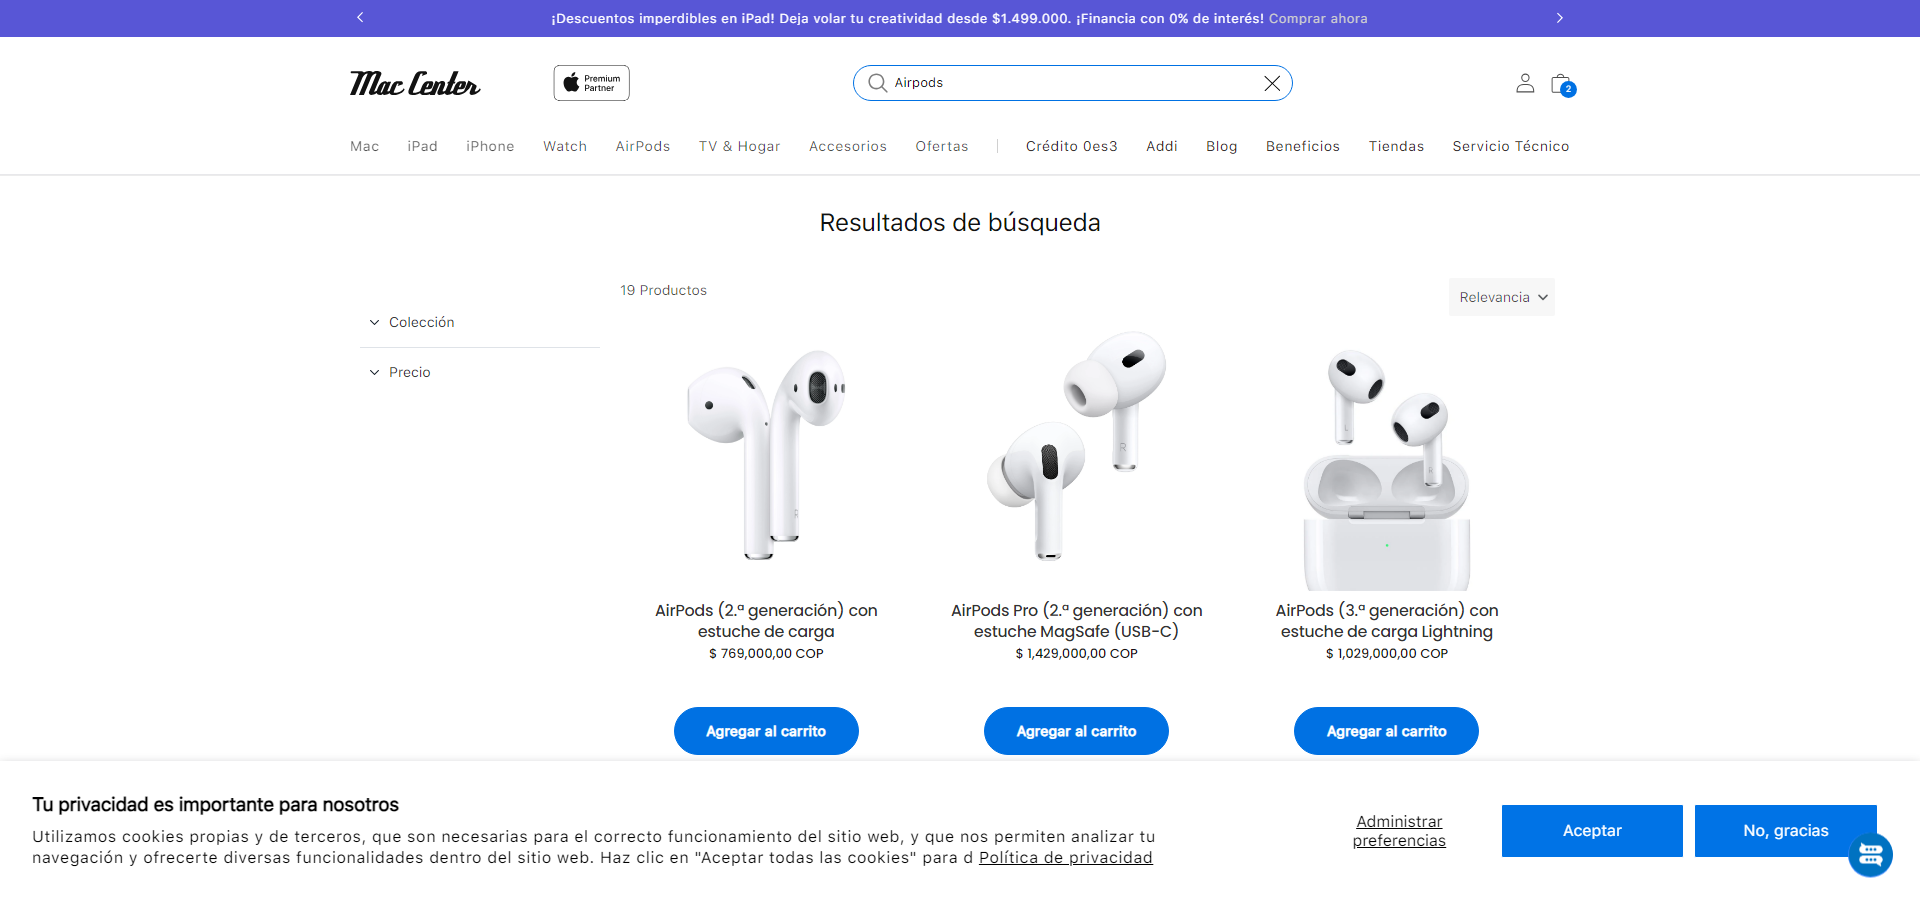 ¡Descuentos imperdibles en iPad! Deja volar tu creatividad desde $1.499.000. ¡Financia con 0% de interés! Comprar ahora
Mac Center
Premium
Partner
Airpods
2
Mac iPad iPhone Watch AirPods TV & Hogar Accesorios Ofertas Crédito 0es3 Addi Blog Beneficios Tiendas Servicio Técnico
Resultados de búsqueda
19 Productos
Relevancia
Colección
Precio
AirPods (2.ª generación) con
estuche de carga
$ 769,000,00 COP
Agregar al carrito
AirPods Pro (2.ª generación) con
estuche MagSafe (USB-C)
$ 1,429,000,00 COP
Agregar al carrito
AirPods (3.ª generación) con
estuche de carga Lightning
$ 1,029,000,00 COP
Agregar al carrito
Tu privacidad es importante para nosotros
Utilizamos cookies propias y de terceros, que son necesarias para el correcto funcionamiento del sitio web, y que nos permiten analizar tu
navegación y ofrecerte diversas funcionalidades dentro del sitio web. Haz clic en "Aceptar todas las cookies" para d Política de privacidad
Administrar
preferencias
Aceptar
No, gracias